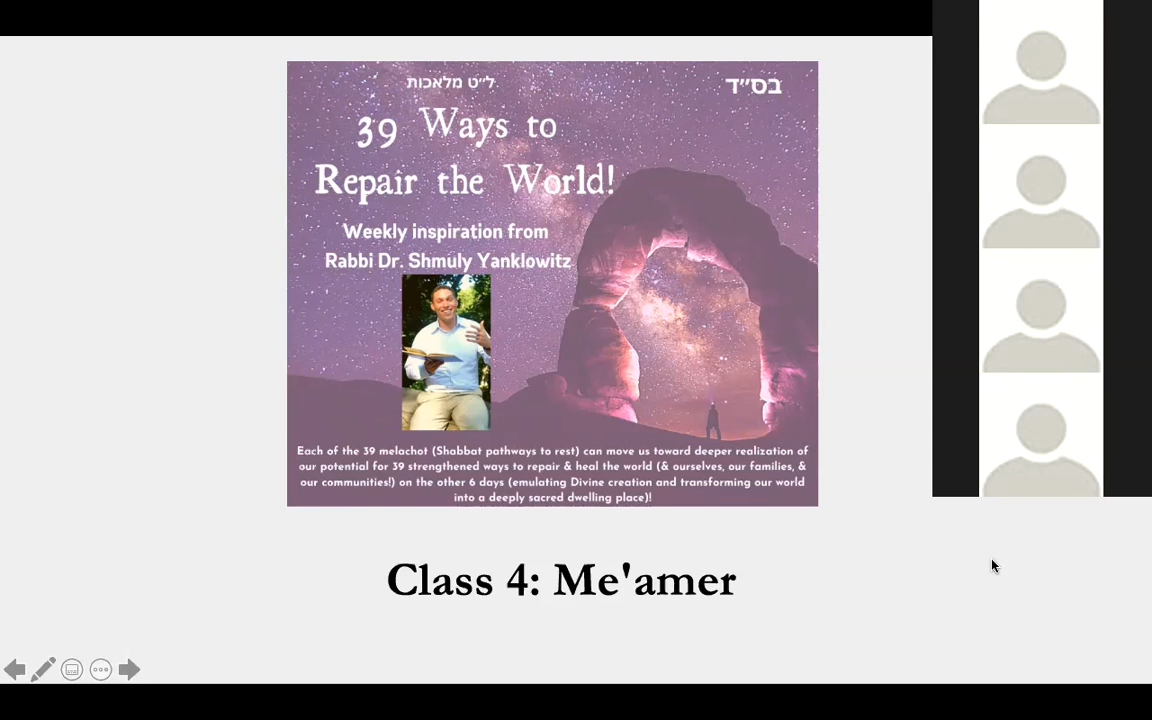 בס״ד
ל״ט מלאכות
39 Ways to
Repair the World!
Weekly inspiration from
Rabbi Dr. Shmuly Yanklowitz
Each of the 39 melachot (Shabbat pathways to rest) can move us toward deeper realization of
our potential for 39 strengthened ways to repair & heal the world (& ourselves, our families, &
our communities!) on the other 6 days (emulating Divine creation and transforming our world
into a deeply sacred dwelling place)!
Class 4: Me'amer